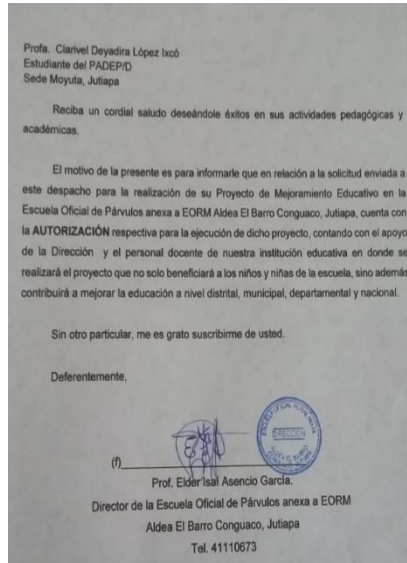 Profa. Clarivel Deyadira López Ixcó
Estudiante del PADEP/D
Sede Moyuta, Jutiapa
Reciba un cordial saludo deseándole éxitos en sus actividades pedagógicas y
académicas.
El motivo de la presente es para informarle que en relación a la solicitud enviada a
este despacho para la realización de su Proyecto de Mejoramiento Educativo en la
Escuela Oficial de Párvulos anexa a EORM Aldea El Barro Conguaco, Jutiapa, cuenta con
la AUTORIZACIÓN respectiva para la ejecución de dicho proyecto, contando con el apoyo
de la Dirección y el personal docente de nuestra institución educativa en donde se
realizará el proyecto que no solo beneficiará a los niños y niñas de la escuela, sino además
contribuirá a mejorar la educación a nivel distrital, municipal, departamental y nacional.
Sin otro particular, me es grato suscribirme de usted.
Deferentemente,
DIRECCION
(f)
Prof. Elder Isaí Asencio García.
Director de la Escuela Oficial de Párvulos anexa a EORM
Aldea El Barro Conguaco, Jutiapa
Tel. 41110673